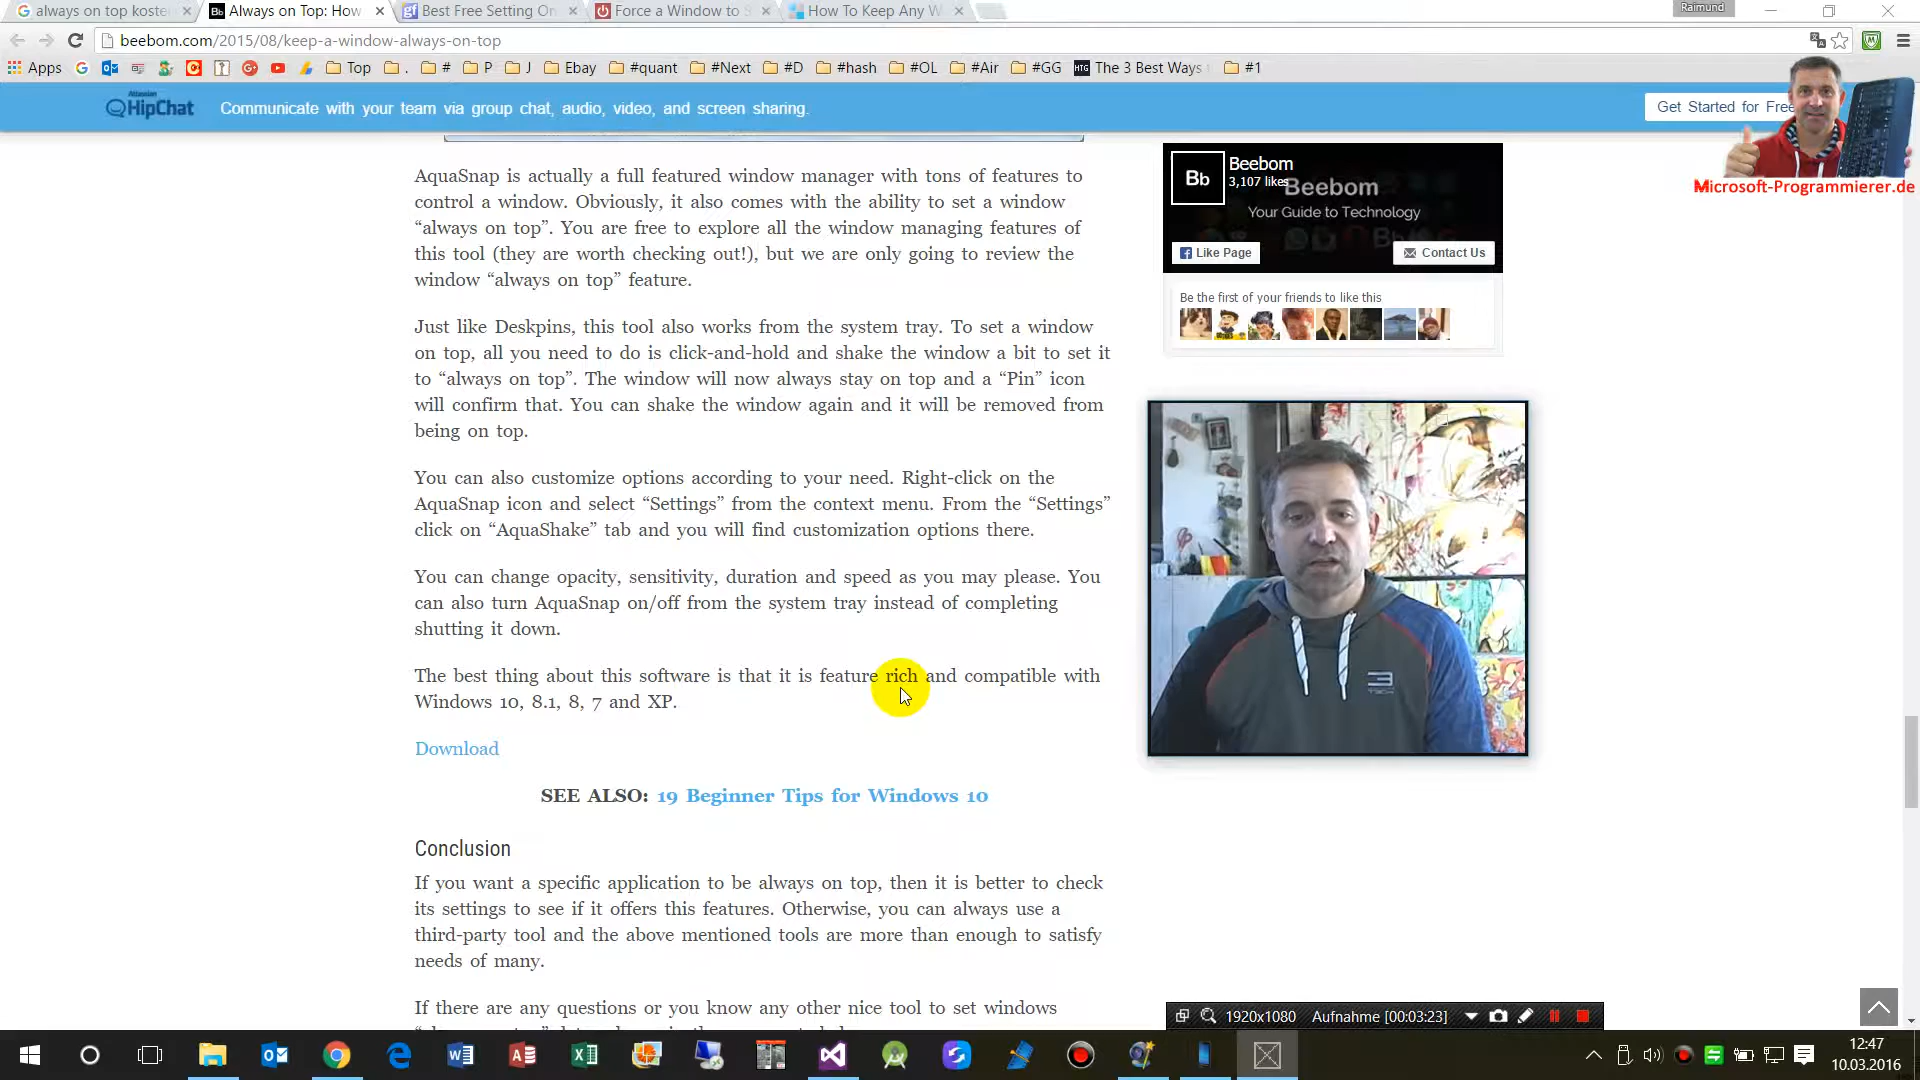 always on top koste
Always on Top: How
Best Free Setting On
Force a Window to S
How To Keep Any W
Raimund
beebom.com/2015/08/keep-a-window-always-on-top
Apps
Top
.
#
P
J
Ebay
#quant
#Next
#D
#hash
#OL
#Air
#GG
HTG
The 3 Best Ways
#1
Atlassian
HipChat
Communicate with your team via group chat, audio, video, and screen sharing.
Get Started for Free
Microsoft-Programmierer.de
AquaSnap is actually a full featured window manager with tons of features to
control a window. Obviously, it also comes with the ability to set a window
“always on top”. You are free to explore all the window managing features of
this tool (they are worth checking out!), but we are only going to review the
window “always on top” feature.
Just like Deskpins, this tool also works from the system tray. To set a window
on top, all you need to do is click-and-hold and shake the window a bit to set it
to “always on top”. The window will now always stay on top and a “Pin” icon
will confirm that. You can shake the window again and it will be removed from
being on top.
You can also customize options according to your need. Right-click on the
AquaSnap icon and select “Settings” from the context menu. From the “Settings”
click on “AquaShake” tab and you will find customization options there.
You can change opacity, sensitivity, duration and speed as you may please. You
can also turn AquaSnap on/off from the system tray instead of completing
shutting it down.
The best thing about this software is that it is feature rich and compatible with
Windows 10, 8.1, 8, 7 and XP.
Download
SEE ALSO: 19 Beginner Tips for Windows 10
Conclusion
If you want a specific application to be always on top, then it is better to check
its settings to see if it offers this features. Otherwise, you can always use a
third-party tool and the above mentioned tools are more than enough to satisfy
needs of many.
If there are any questions or you know any other nice tool to set windows
Bb
Beebom
3,107 likes
Beebom
Your Guide to Technology
Like Page
Contact Us
Be the first of your friends to like this
3
TECH
1920x1080
Aufnahme [00:03:23]
12:47
10.03.2016